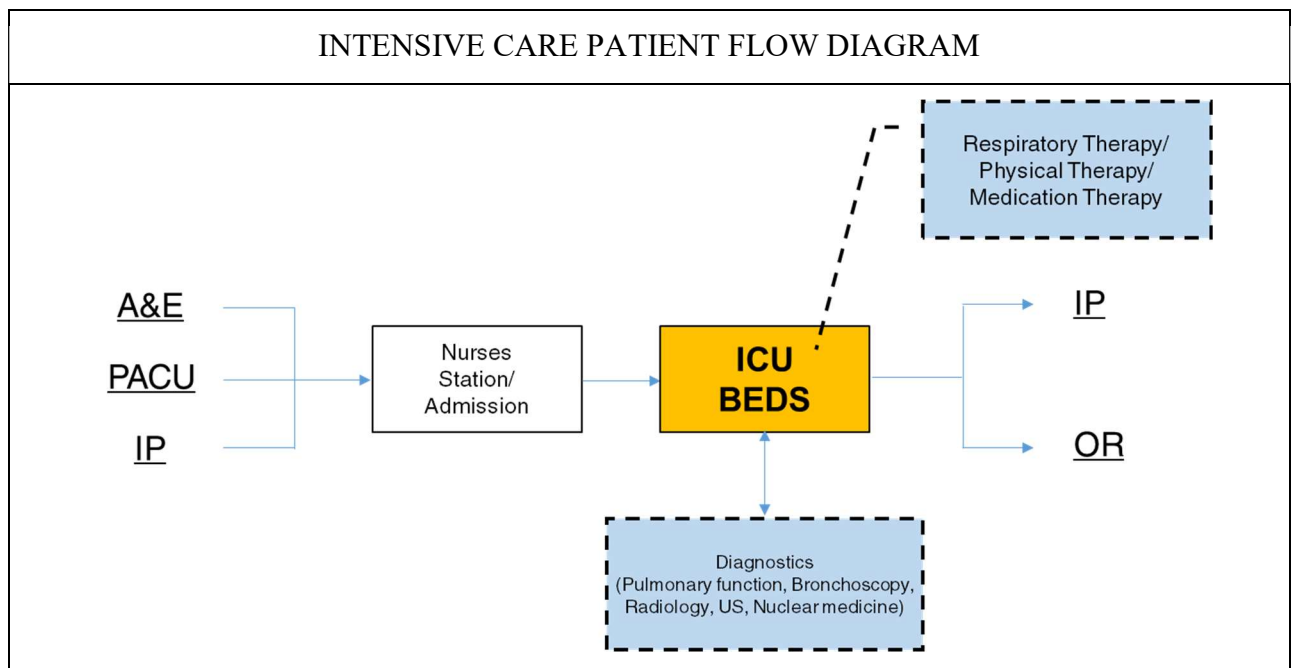 INTENSIVE CARE PATIENT FLOW DIAGRAM
Respiratory Therapy/
Physical Therapy/
Medication Therapy
A&E
PACU
IP
Nurses
Station/
Admission
ICU
BEDS
IP
OR
Diagnostics
(Pulmonary function, Bronchoscopy,
Radiology, US, Nuclear medicine)